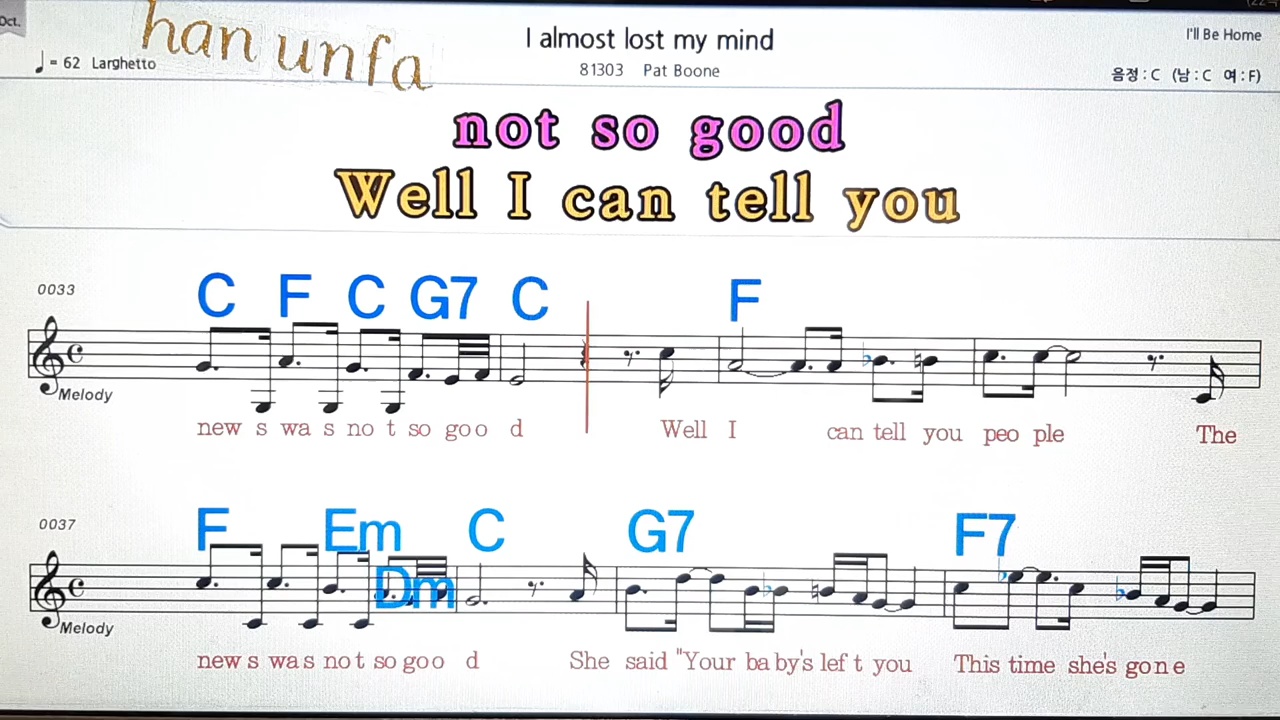 Oct.
han unfa
I almost lost my mind
I'll Be Home
♩= 62 Larghetto
81303 Pat Boone
음정 : C (남 : C 여 : F)
not so good
Well I can tell you
0033
C F C G7 C F
Melody
new s wa s no t so goo d Well I can tell you peo ple The
0037
F Em Dm C G7 F7
Melody
new s was not so goo d She said "Your ba by's left you This time she's gone